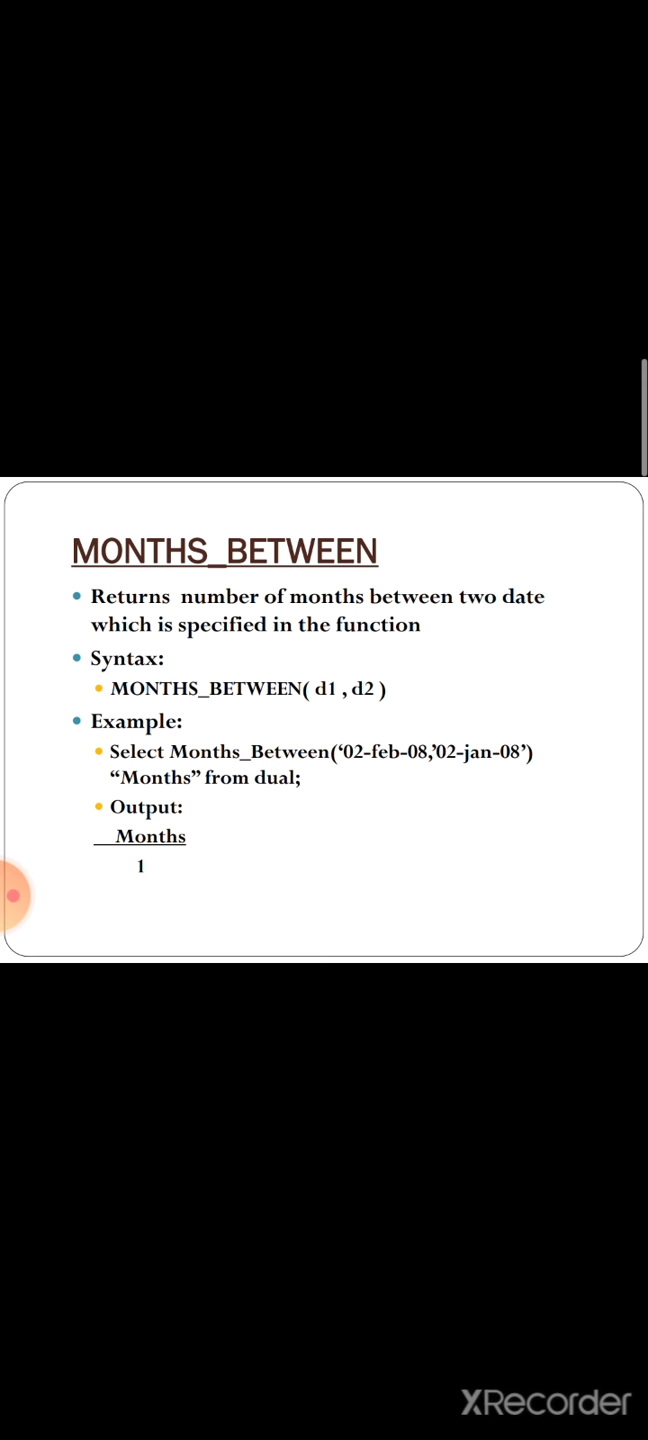 MONTHS_BETWEEN
Returns number of months between two date
which is specified in the function
Syntax:
MONTHS_BETWEEN( d1 , d2 )
Example:
Select Months_Between(‘02-feb-08,’02-jan-08’)
“Months” from dual;
Output:
Months
1
XRecorder